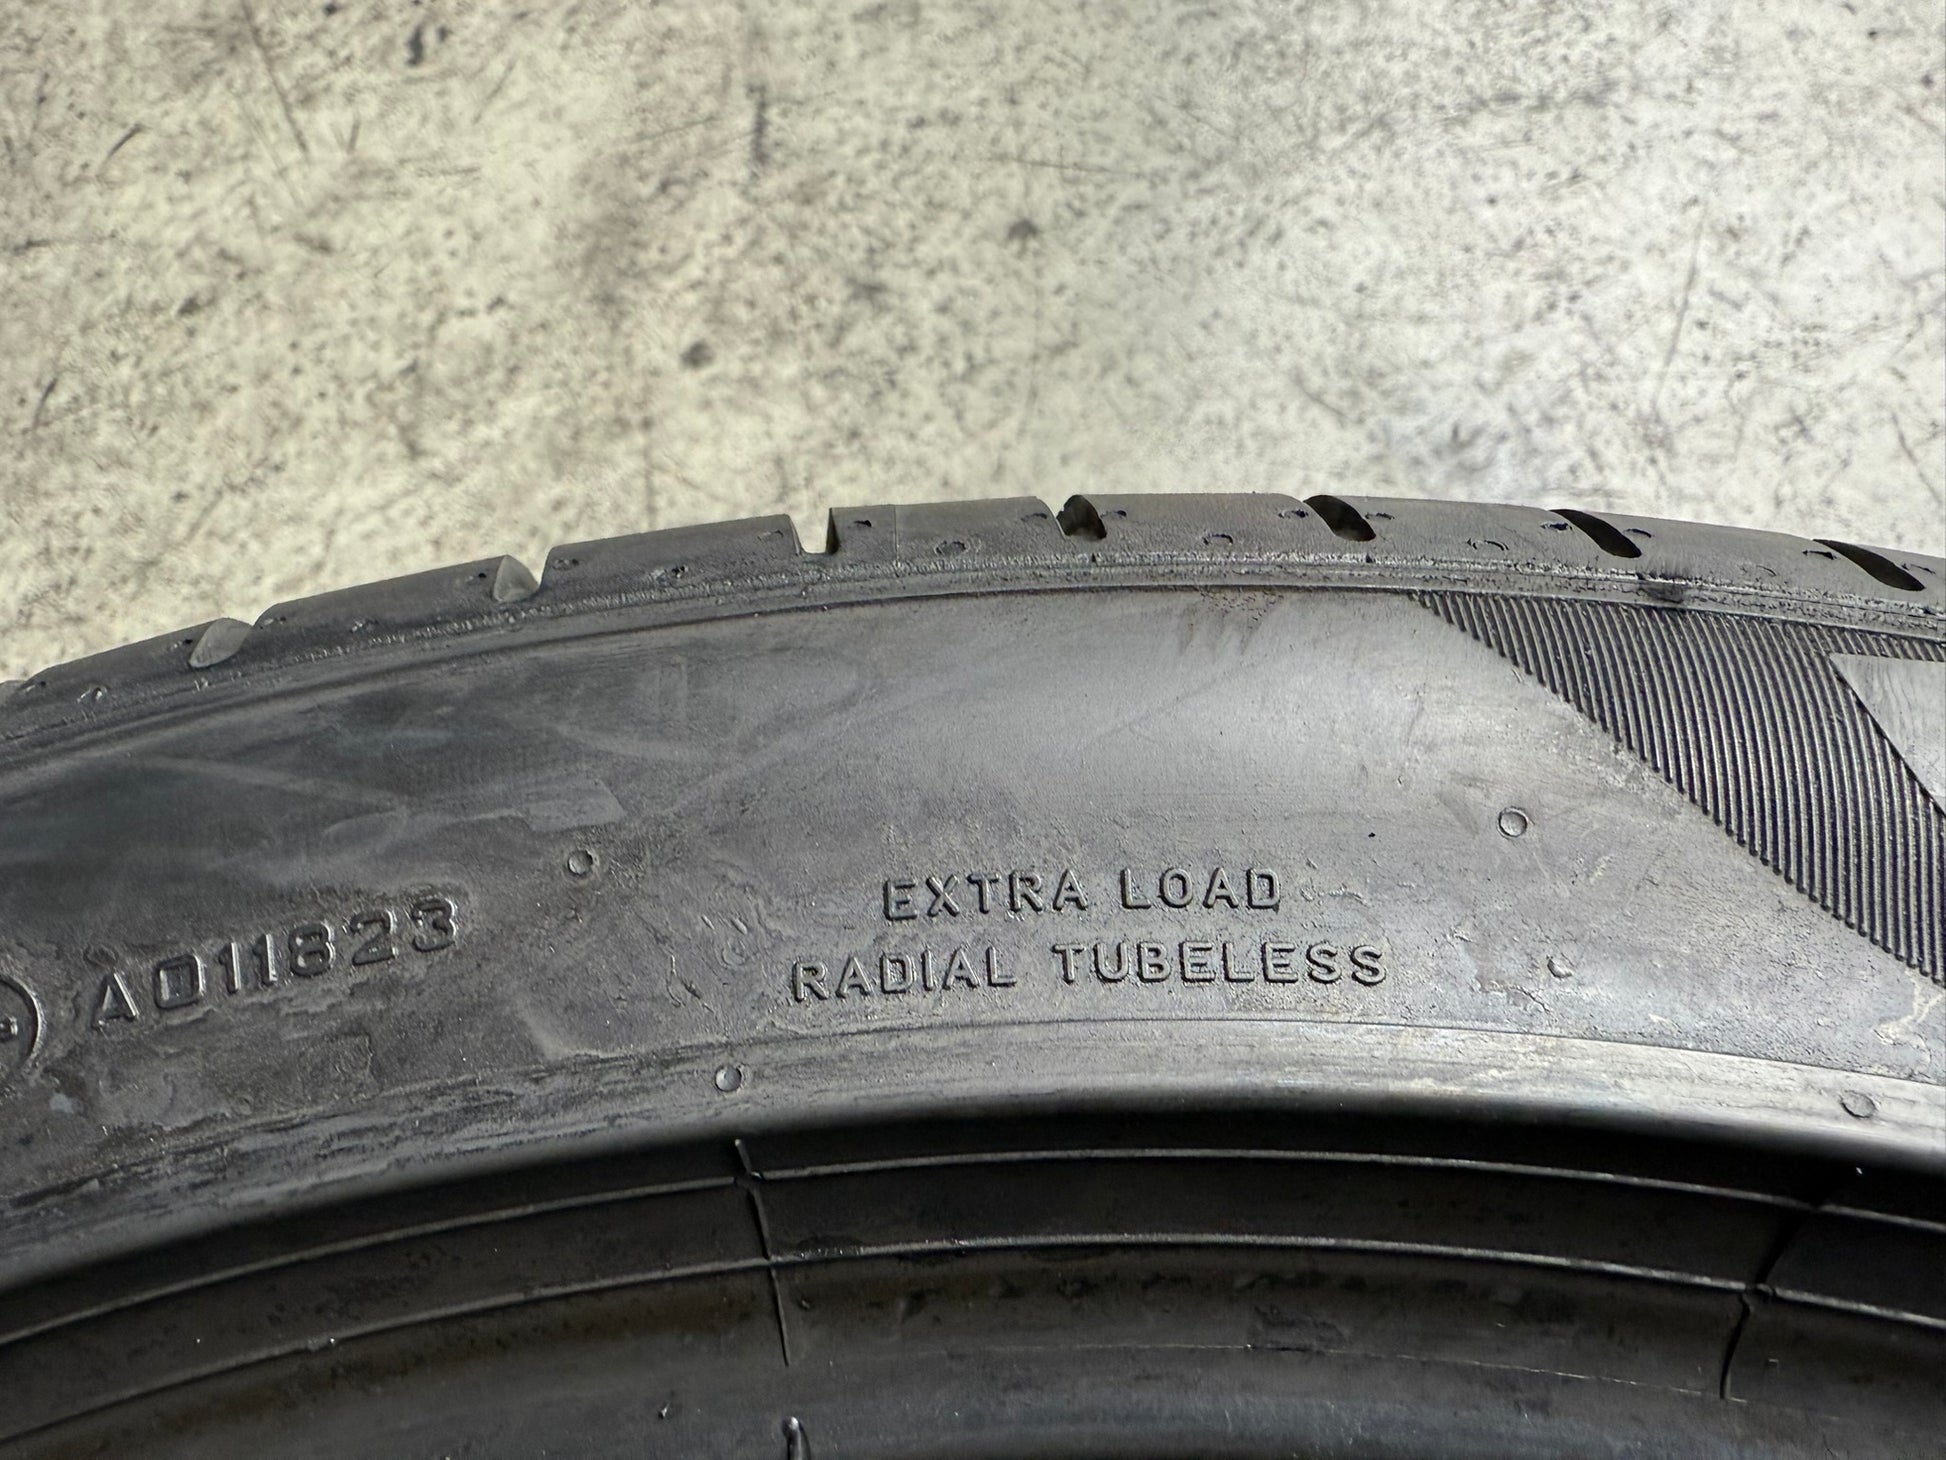 A011823
EXTRA LOAD
RADIAL TUBELESS